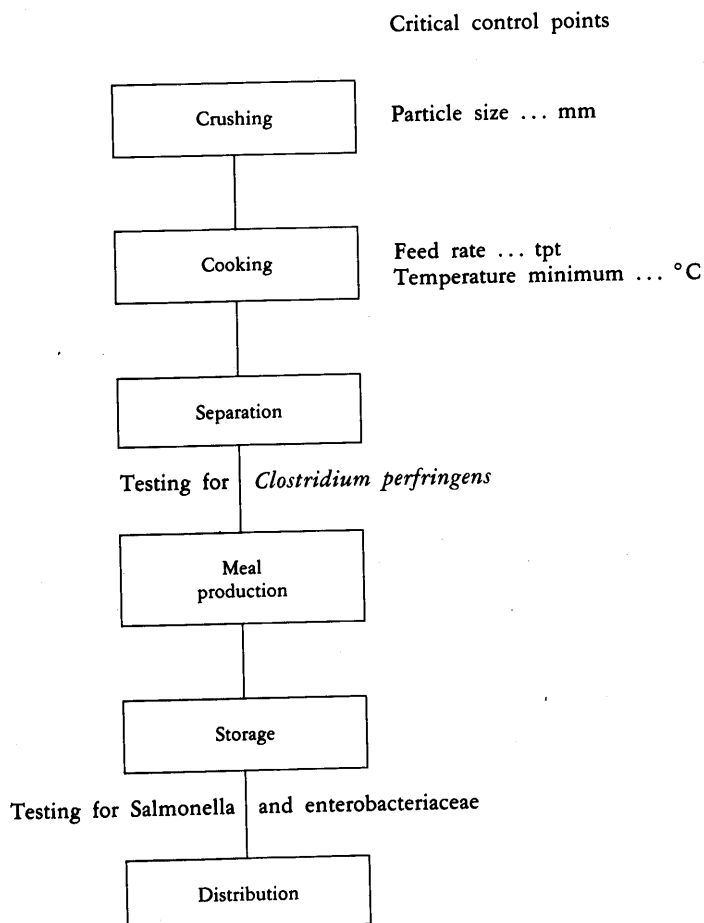 Critical control points
Crushing
Particle size ... mm
Cooking
Feed rate ... tpt
Temperature minimum ... °C
Separation
Testing for Clostridium perfringens
Meal
production
Storage
Testing for Salmonella and enterobacteriaceae
Distribution